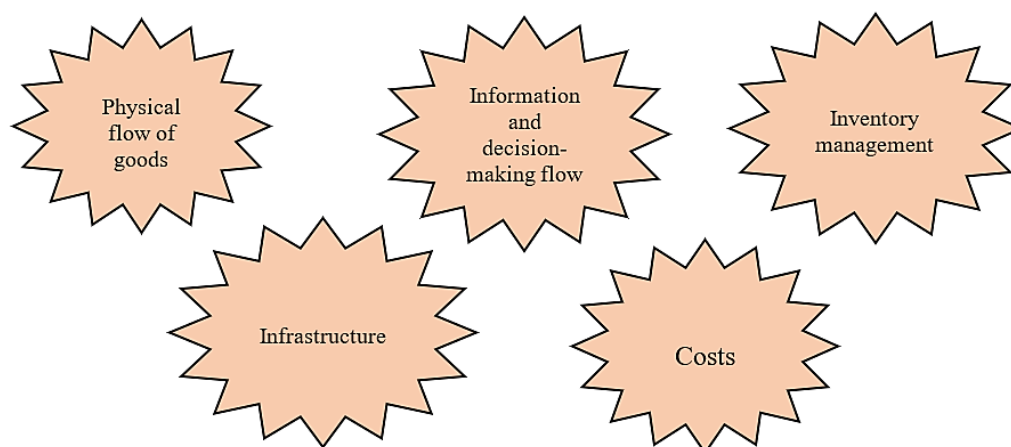 Physical
flow of
goods
Information
and
decision-
making flow
Inventory
management
Infrastructure
Costs